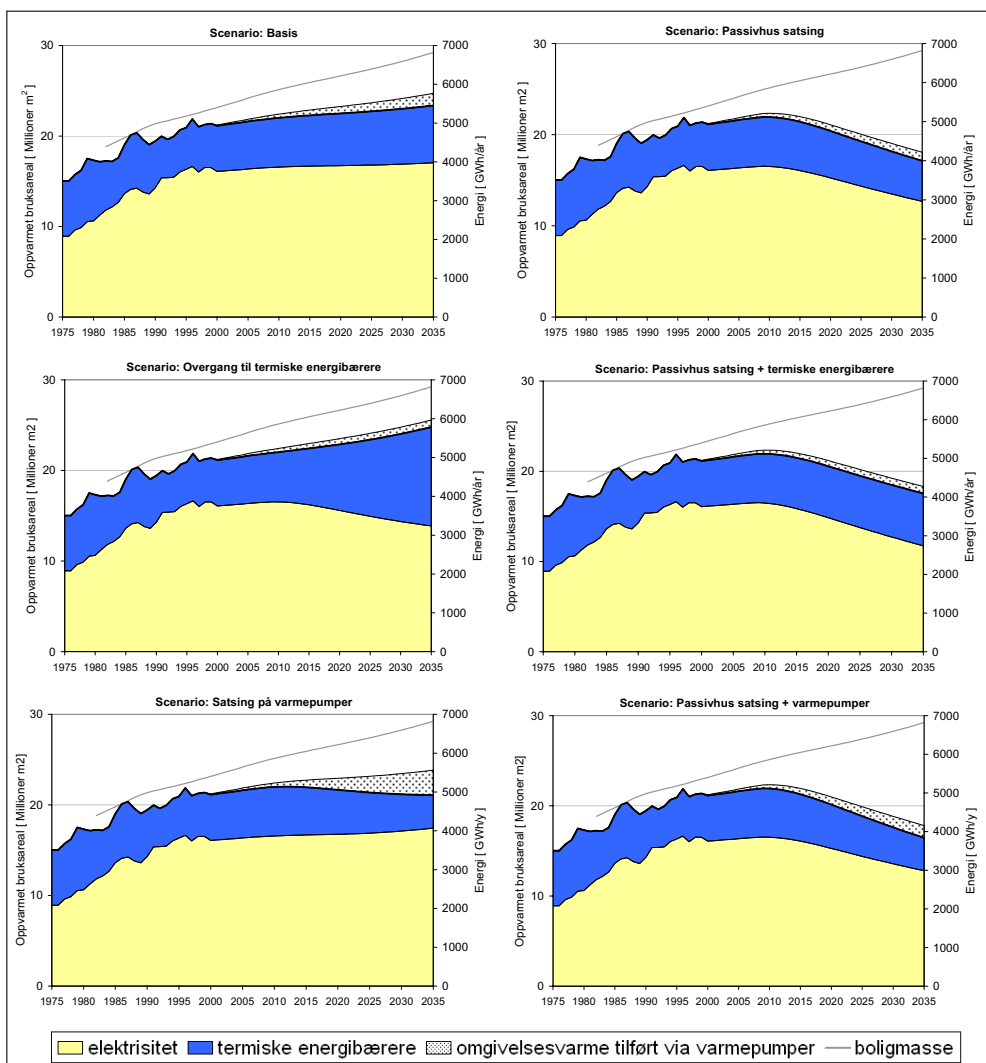 Scenario: Basis
Oppvarmet bruksareal [ Millioner m²]
30
20
10
0
7000
6000
5000
4000
3000
2000
1000
0
Energi [ GWh/år ]
1975 1980 1985 1990 1995 2000 2005 2010 2015 2020 2025 2030 2035
Scenario: Passivhus satsing
Oppvarmet bruksareal [ Millioner m2]
30
20
10
0
7000
6000
5000
4000
3000
2000
1000
0
Energi [ GWh/år ]
1975 1980 1985 1990 1995 2000 2005 2010 2015 2020 2025 2030 2035
Scenario: Overgang til termiske energibærere
Oppvarmet bruksareal [ Millioner m2 ]
30
20
10
0
7000
6000
5000
4000
3000
2000
1000
0
Energi [ GWh/år ]
1975 1980 1985 1990 1995 2000 2005 2010 2015 2020 2025 2030 2035
Scenario: Passivhus satsing + termiske energibærere
Oppvarmet bruksareal [ Millioner m2]
30
20
10
0
7000
6000
5000
4000
3000
2000
1000
0
Energi [ GWh/år ]
1975 1980 1985 1990 1995 2000 2005 2010 2015 2020 2025 2030 2035
Scenario: Satsing på varmepumper
Oppvarmet bruksareal [ Millioner m2]
30
20
10
0
7000
6000
5000
4000
3000
2000
1000
0
Energi [ GWh/y ]
1975 1980 1985 1990 1995 2000 2005 2010 2015 2020 2025 2030 2035
Scenario: Passivhus satsing + varmepumper
Oppvarmet bruksareal [ Millioner m2]
30
20
10
0
7000
6000
5000
4000
3000
2000
1000
0
Energi [ GWh/y ]
1975 1980 1985 1990 1995 2000 2005 2010 2015 2020 2025 2030 2035
elektrisitet termiske energibærere omgivelsesvarme tilført via varmepumper boligmasse